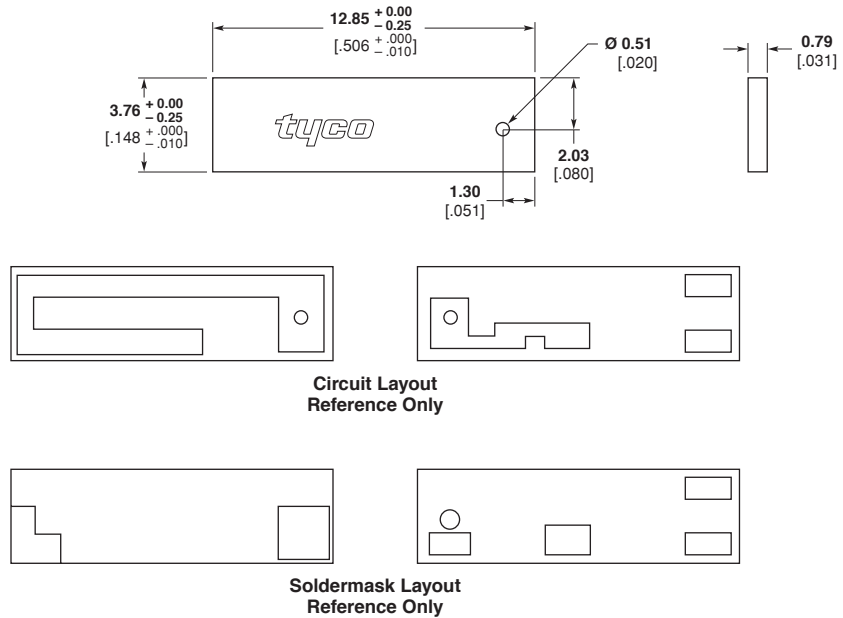 12.85 + 0.00 − 0.25
[.506 + .000 − .010]
Ø 0.51
[.020]
0.79
[.031]
3.76 + 0.00 − 0.25
[.148 + .000 − .010]
tyco
2.03
[.080]
1.30
[.051]
Circuit Layout
Reference Only
Soldermask Layout
Reference Only